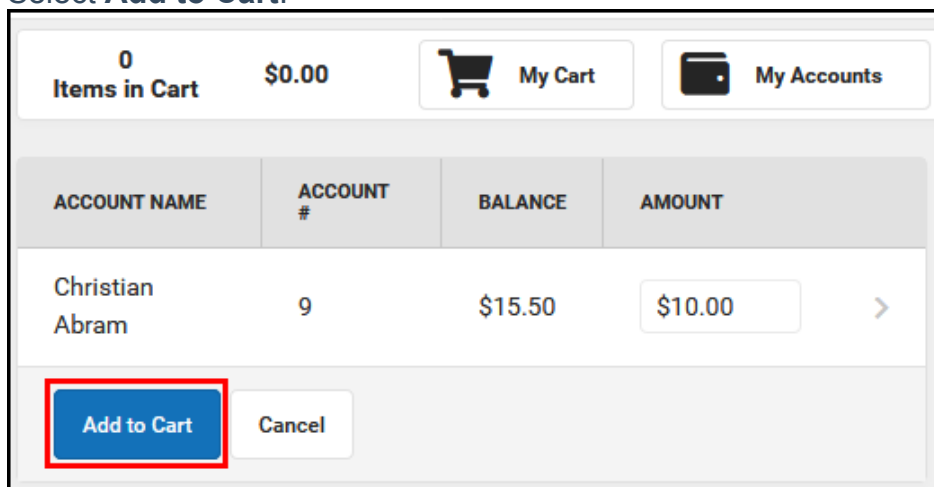 Select Add to Cart.
0
Items in Cart
$0.00
My Cart
My Accounts
ACCOUNT NAME
ACCOUNT
#
BALANCE
AMOUNT
Christian
Abram
9
$15.50
$10.00
Add to Cart
Cancel